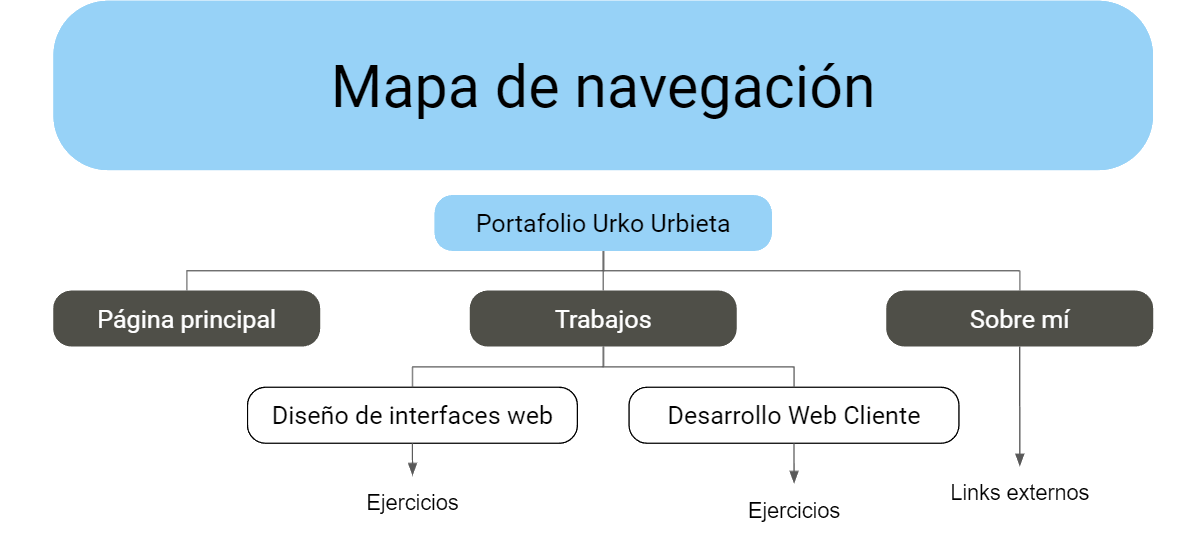 Mapa de navegación
Portafolio Urko Urbieta
Página principal
Trabajos
Sobre mí
Diseño de interfaces web
Desarrollo Web Cliente
Ejercicios
Ejercicios
Links externos